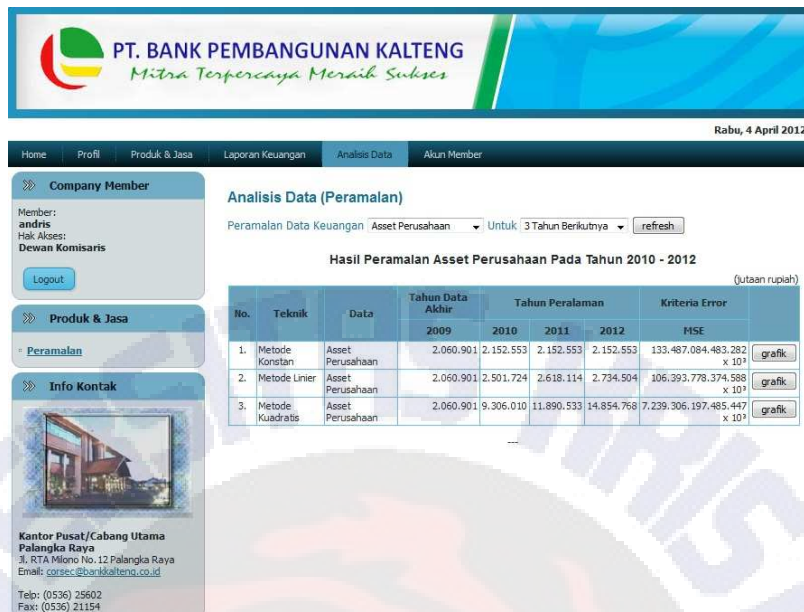 PT. BANK PEMBANGUNAN KALTENG
Mitra Terpercaya Meraih Sukses
Rabu, 4 April 2012
Home Profil Produk & Jasa Laporan Keuangan Analisis Data Akun Member
Company Member
Member:
andris
Hak Akses:
Dewan Komisaris
Logout
Produk & Jasa
Peramalan
Info Kontak
Kantor Pusat/Cabang Utama
Palangka Raya
Jl. RTA Milono No. 12 Palangka Raya
Email: corsec@bankkalteng.co.id
Telp: (0536) 25602
Fax: (0536) 21154
Analisis Data (Peramalan)
Peramalan Data Keuangan Asset Perusahaan Untuk 3 Tahun Berikutnya refresh
Hasil Peramalan Asset Perusahaan Pada Tahun 2010 - 2012
(jutaan rupiah)
No. Teknik Data Tahun Data Akhir Tahun Peralaman Kriteria Error
2009 2010 2011 2012 MSE
1. Metode Konstan Asset Perusahaan 2.060.901 2.152.553 2.152.553 2.152.553 133.487.084.483.282 x 10³ grafik
2. Metode Linier Asset Perusahaan 2.060.901 2.501.724 2.618.114 2.734.504 106.393.778.374.588 x 10³ grafik
3. Metode Kuadratis Asset Perusahaan 2.060.901 9.306.010 11.890.533 14.854.768 7.239.306.197.485.447 x 10³ grafik
---